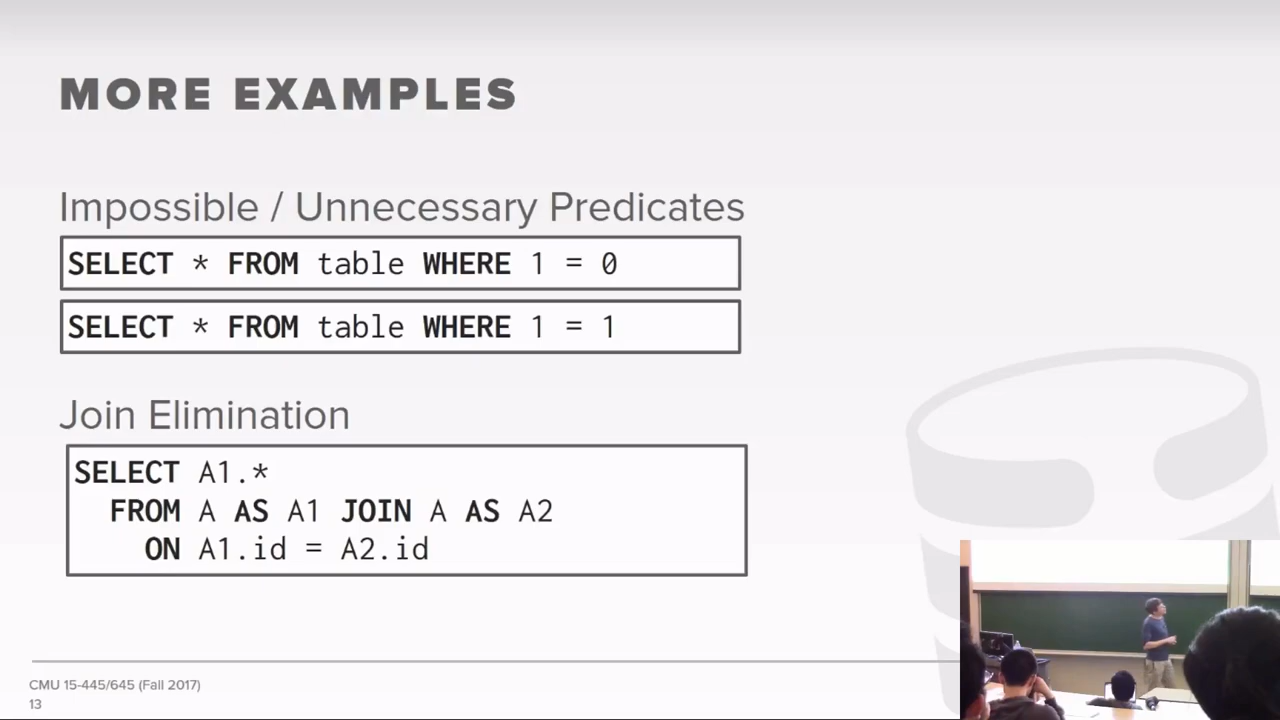 MORE EXAMPLES
Impossible / Unnecessary Predicates
SELECT * FROM table WHERE 1 = 0
SELECT * FROM table WHERE 1 = 1
Join Elimination
SELECT A1.*
FROM A AS A1 JOIN A AS A2
ON A1.id = A2.id
CMU 15-445/645 (Fall 2017)
13